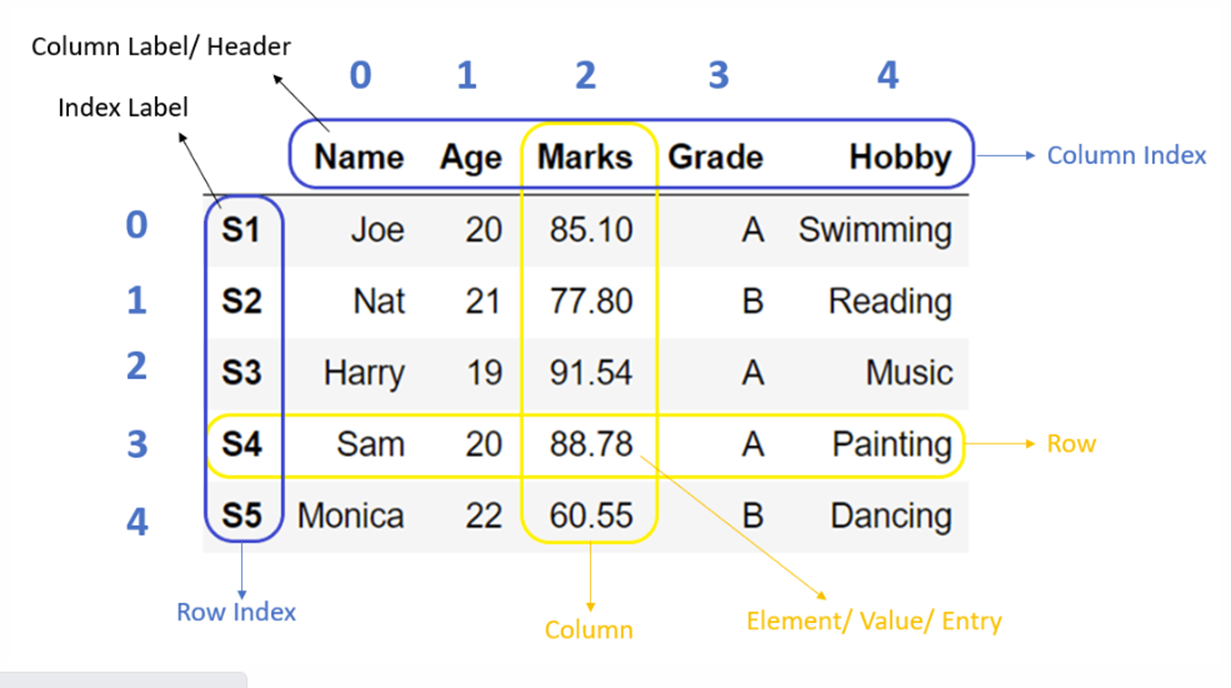 Column Label/ Header
0 1 2 3 4
Index Label
Name Age Marks Grade Hobby
Column Index
0 S1 Joe 20 85.10 A Swimming
1 S2 Nat 21 77.80 B Reading
2 S3 Harry 19 91.54 A Music
3 S4 Sam 20 88.78 A Painting
Row
4 S5 Monica 22 60.55 B Dancing
Row Index
Column
Element/ Value/ Entry